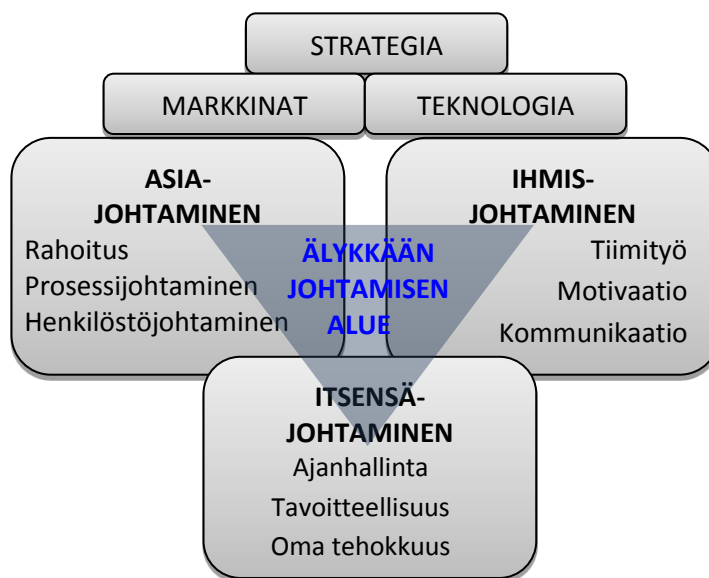 STRATEGIA
MARKKINAT
TEKNOLOGIA
ASIA-
JOHTAMINEN
Rahoitus
Prosessijohtaminen
Henkilöstöjohtaminen
ÄLYKKÄÄN
JOHTAMISEN
ALUE
IHMIS-
JOHTAMINEN
Tiimityö
Motivaatio
Kommunikaatio
ITSENSÄ-
JOHTAMINEN
Ajanhallinta
Tavoitteellisuus
Oma tehokkuus